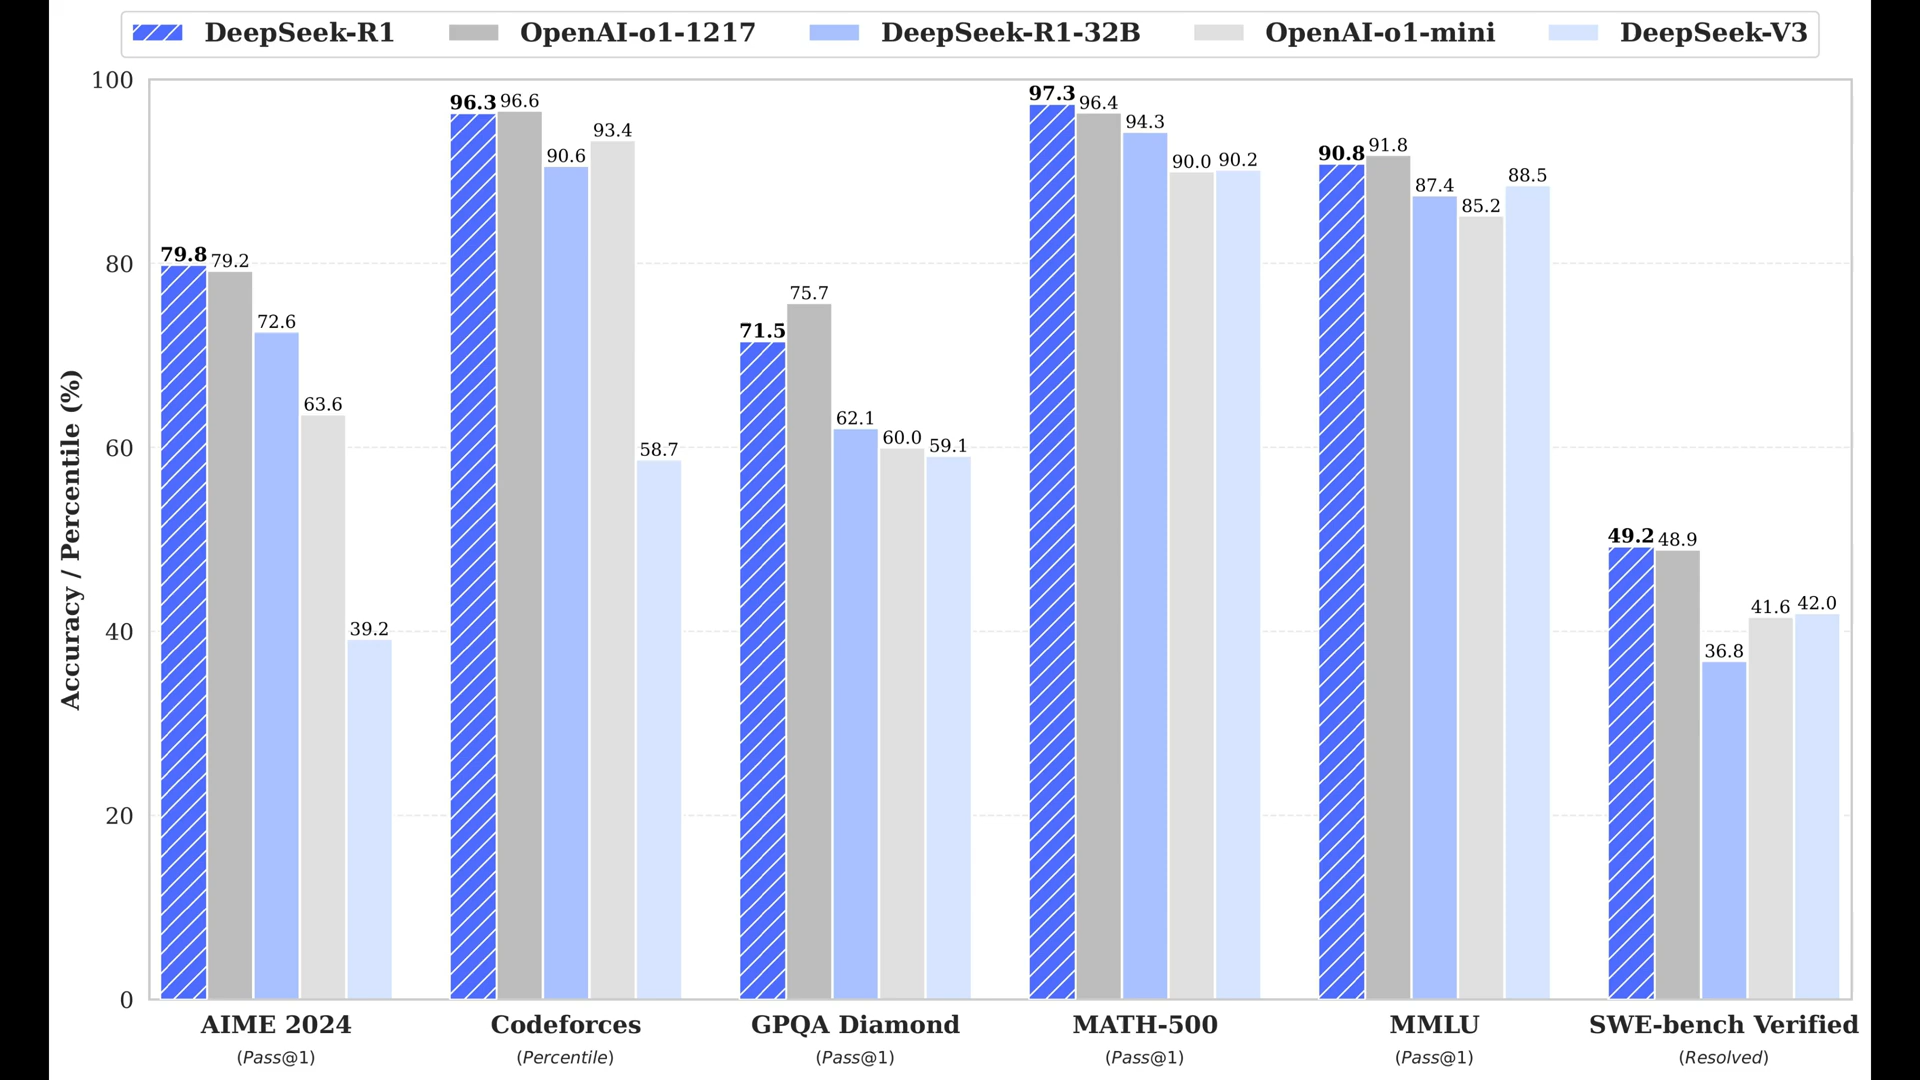 DeepSeek-R1 OpenAI-o1-1217 DeepSeek-R1-32B OpenAI-o1-mini DeepSeek-V3
Accuracy / Percentile (%)
100
80
60
40
20
0
79.8 79.2 72.6 63.6 39.2
96.3 96.6 90.6 93.4 58.7
71.5 75.7 62.1 60.0 59.1
97.3 96.4 94.3 90.0 90.2
90.8 91.8 87.4 85.2 88.5
49.2 48.9 36.8 41.6 42.0
AIME 2024
(Pass@1)
Codeforces
(Percentile)
GPQA Diamond
(Pass@1)
MATH-500
(Pass@1)
MMLU
(Pass@1)
SWE-bench Verified
(Resolved)